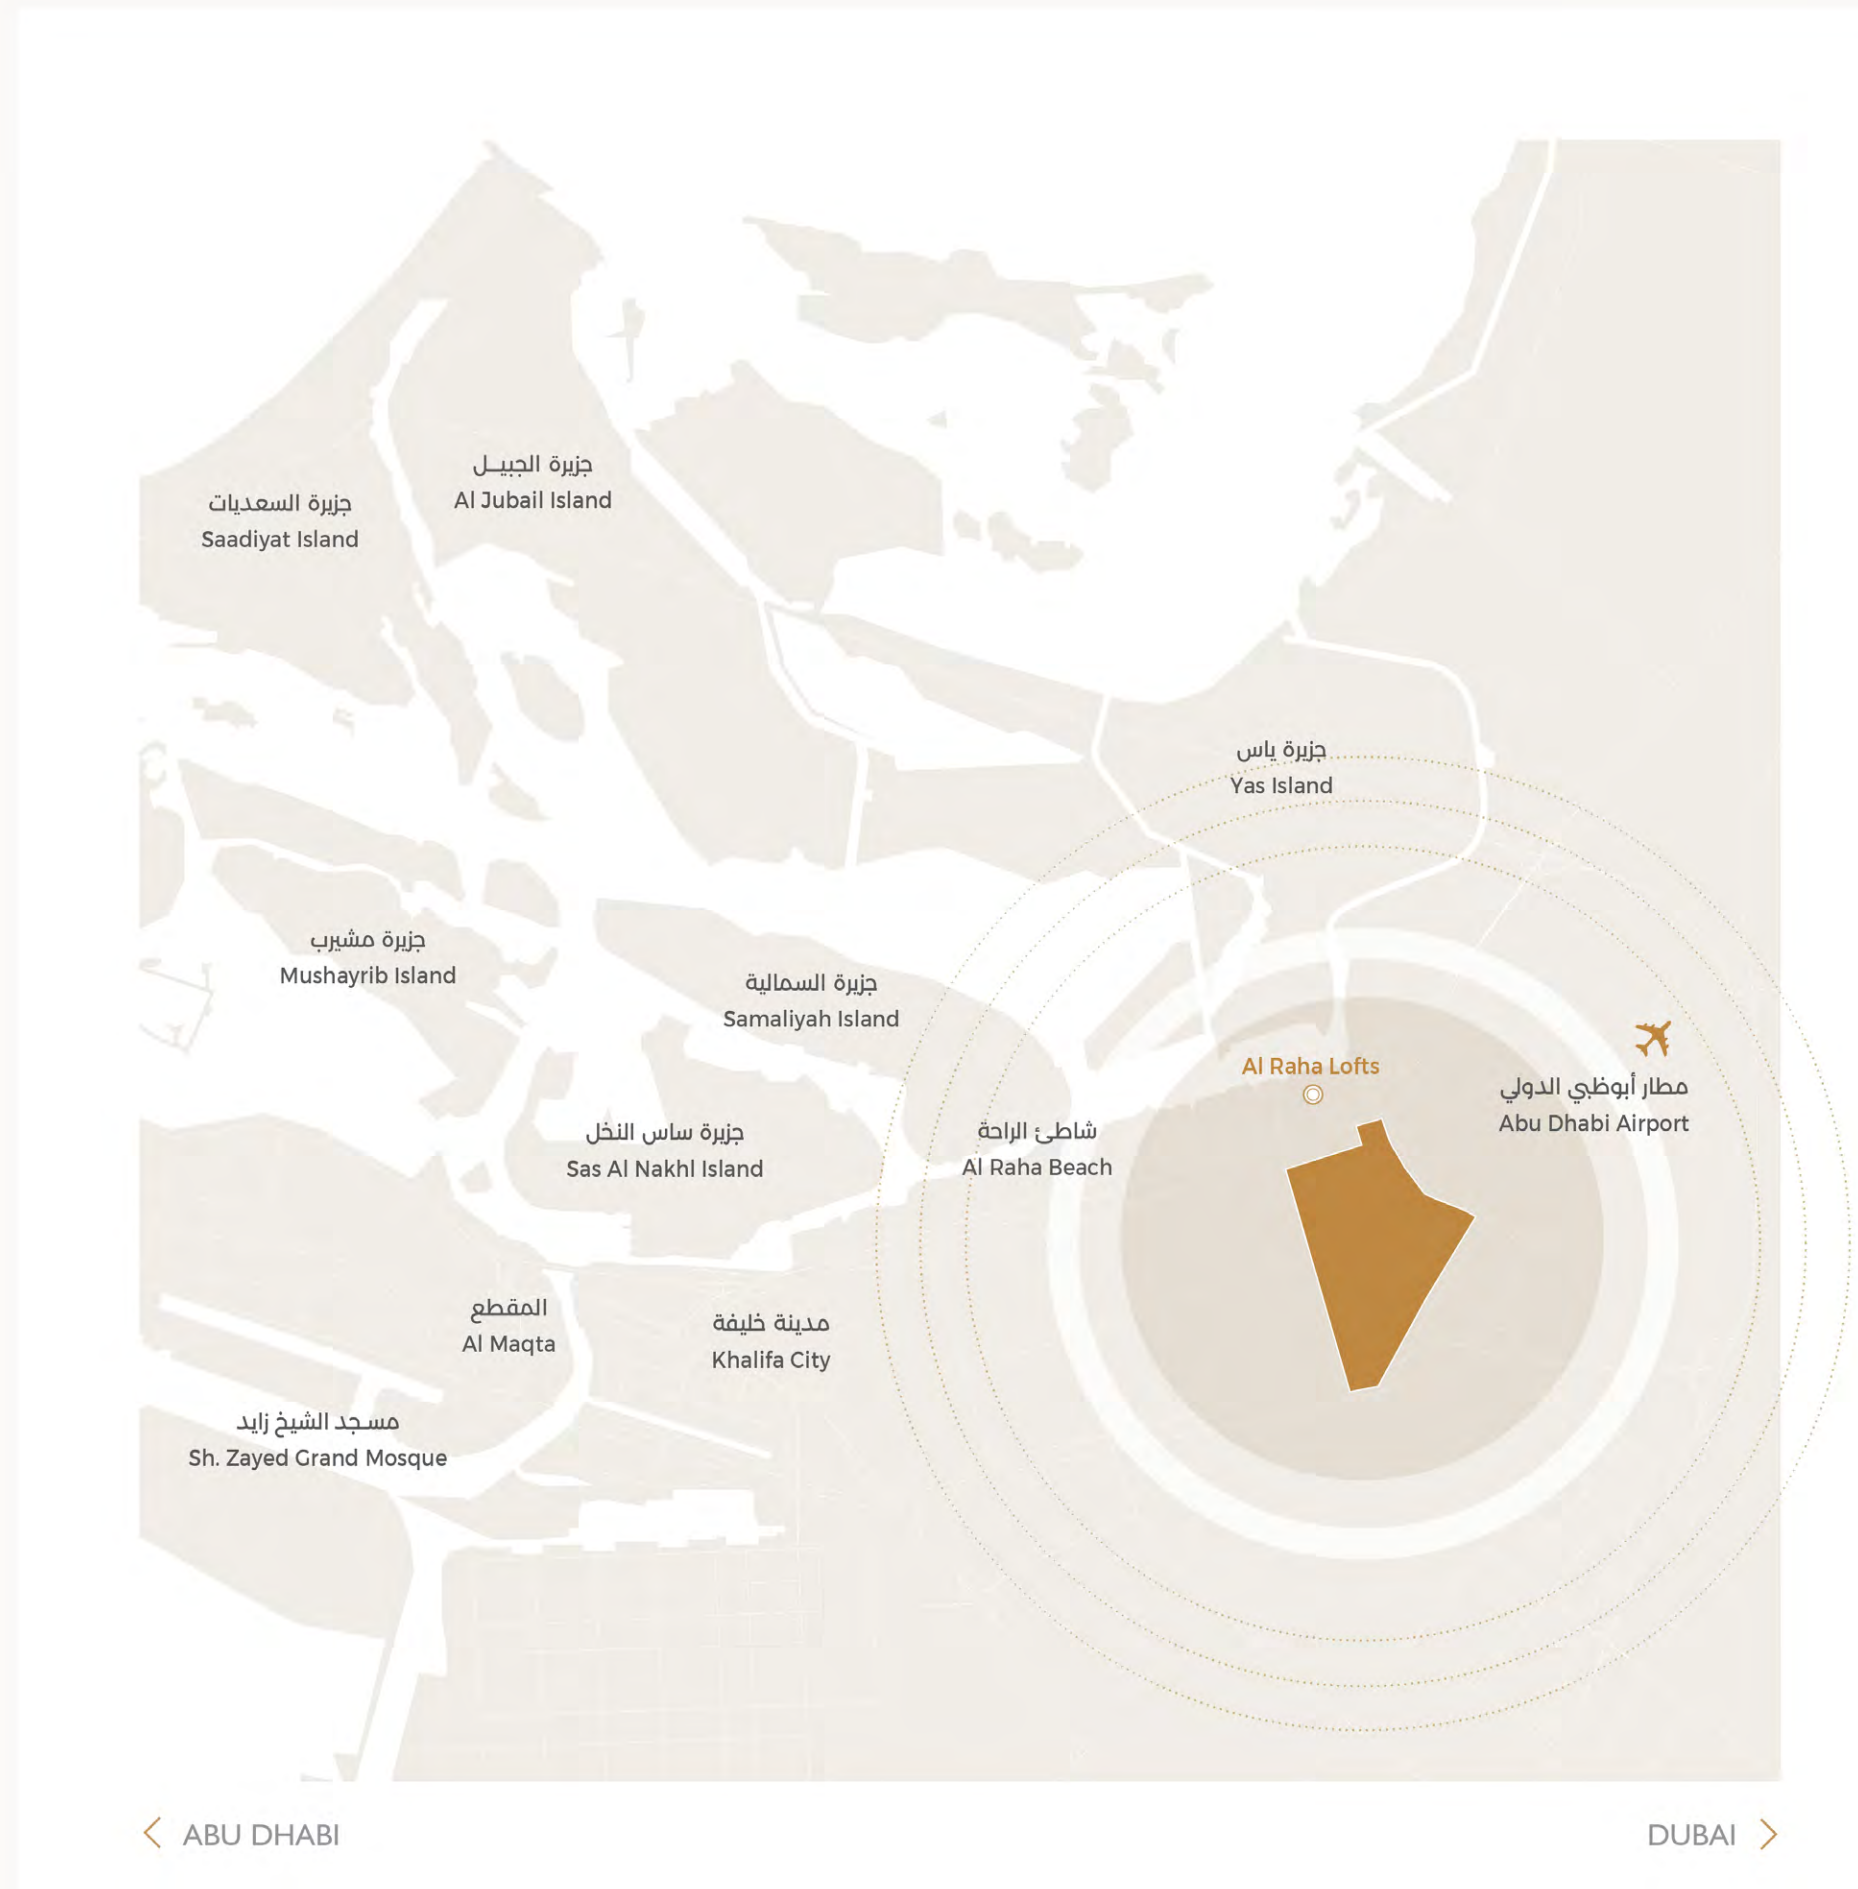 جزيرة الجبيـل
Al Jubail Island
جزيرة السعديات
Saadiyat Island
جزيرة ياس
Yas Island
جزيرة مشيرب
Mushayrib Island
جزيرة السمالية
Samaliyah Island
Al Raha Lofts
مطار أبوظبي الدولي
Abu Dhabi Airport
جزيرة ساس النخل
Sas Al Nakhl Island
شاطئ الراحة
Al Raha Beach
المقطع
Al Maqta
مدينة خليفة
Khalifa City
مسجد الشيخ زايد
Sh. Zayed Grand Mosque
ABU DHABI
DUBAI